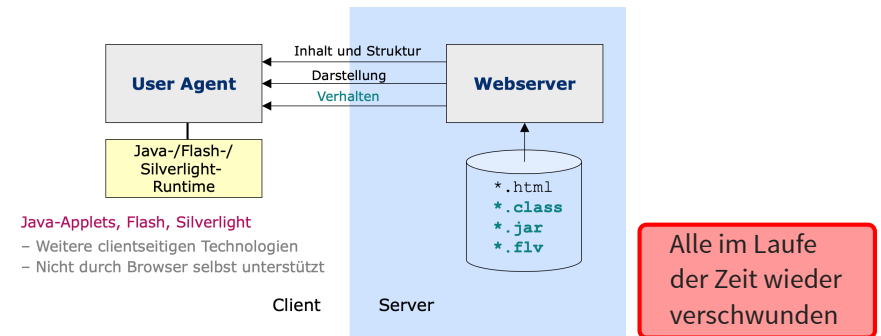 Inhalt und Struktur
Darstellung
Verhalten
User Agent
Webserver
Java-/Flash-/
Silverlight-
Runtime
*.html
*.class
*.jar
*.flv
Java-Applets, Flash, Silverlight
– Weitere clientseitigen Technologien
– Nicht durch Browser selbst unterstützt
Client
Server
Alle im Laufe
der Zeit wieder
verschwunden